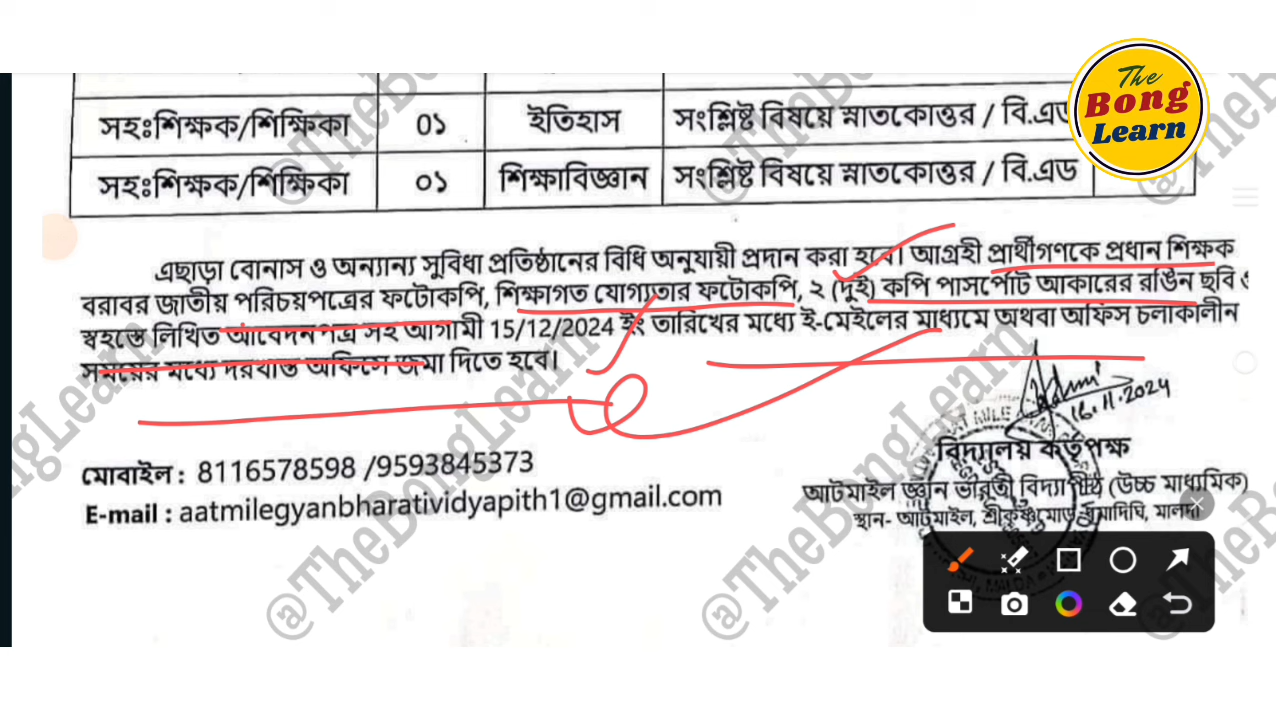 The
Bong
Learn
সহঃশিক্ষক/শিক্ষিকা ০১ ইতিহাস সংশ্লিষ্ট বিষয়ে স্নাতকোত্তর / বি.এড
সহঃশিক্ষক/শিক্ষিকা ০১ শিক্ষাবিজ্ঞান সংশ্লিষ্ট বিষয়ে স্নাতকোত্তর / বি.এড
এছাড়া বোনাস ও অন্যান্য সুবিধা প্রতিষ্ঠানের বিধি অনুযায়ী প্রদান করা হবে। আগ্রহী প্রার্থীগণকে প্রধান শিক্ষক
বরাবর জাতীয় পরিচয়পত্রের ফটোকপি, শিক্ষাগত যোগ্যতার ফটোকপি, ২ (দুই) কপি পাসপোর্ট আকারের রঙিন ছবি ও
স্বহস্তে লিখিত আবেদনপত্র সহ আগামী 15/12/2024 ইং তারিখের মধ্যে ই-মেইলের মাধ্যমে অথবা অফিস চলাকালীন
সময়ের মধ্যে দরখাস্ত অফিসে জমা দিতে হবে।
16.11.2024
বিদ্যালয় কর্তৃপক্ষ
মোবাইল : 8116578598 /9593845373
E-mail : aatmilegyanbharatividyapith1@gmail.com
আটমাইল জ্ঞান ভারতী বিদ্যাপীঠ (উচ্চ মাধ্যমিক)
স্থান- আটমাইল, শ্রীকৃষ্ণমোড় মালদা
@TheBongLearn
@TheBongLearn